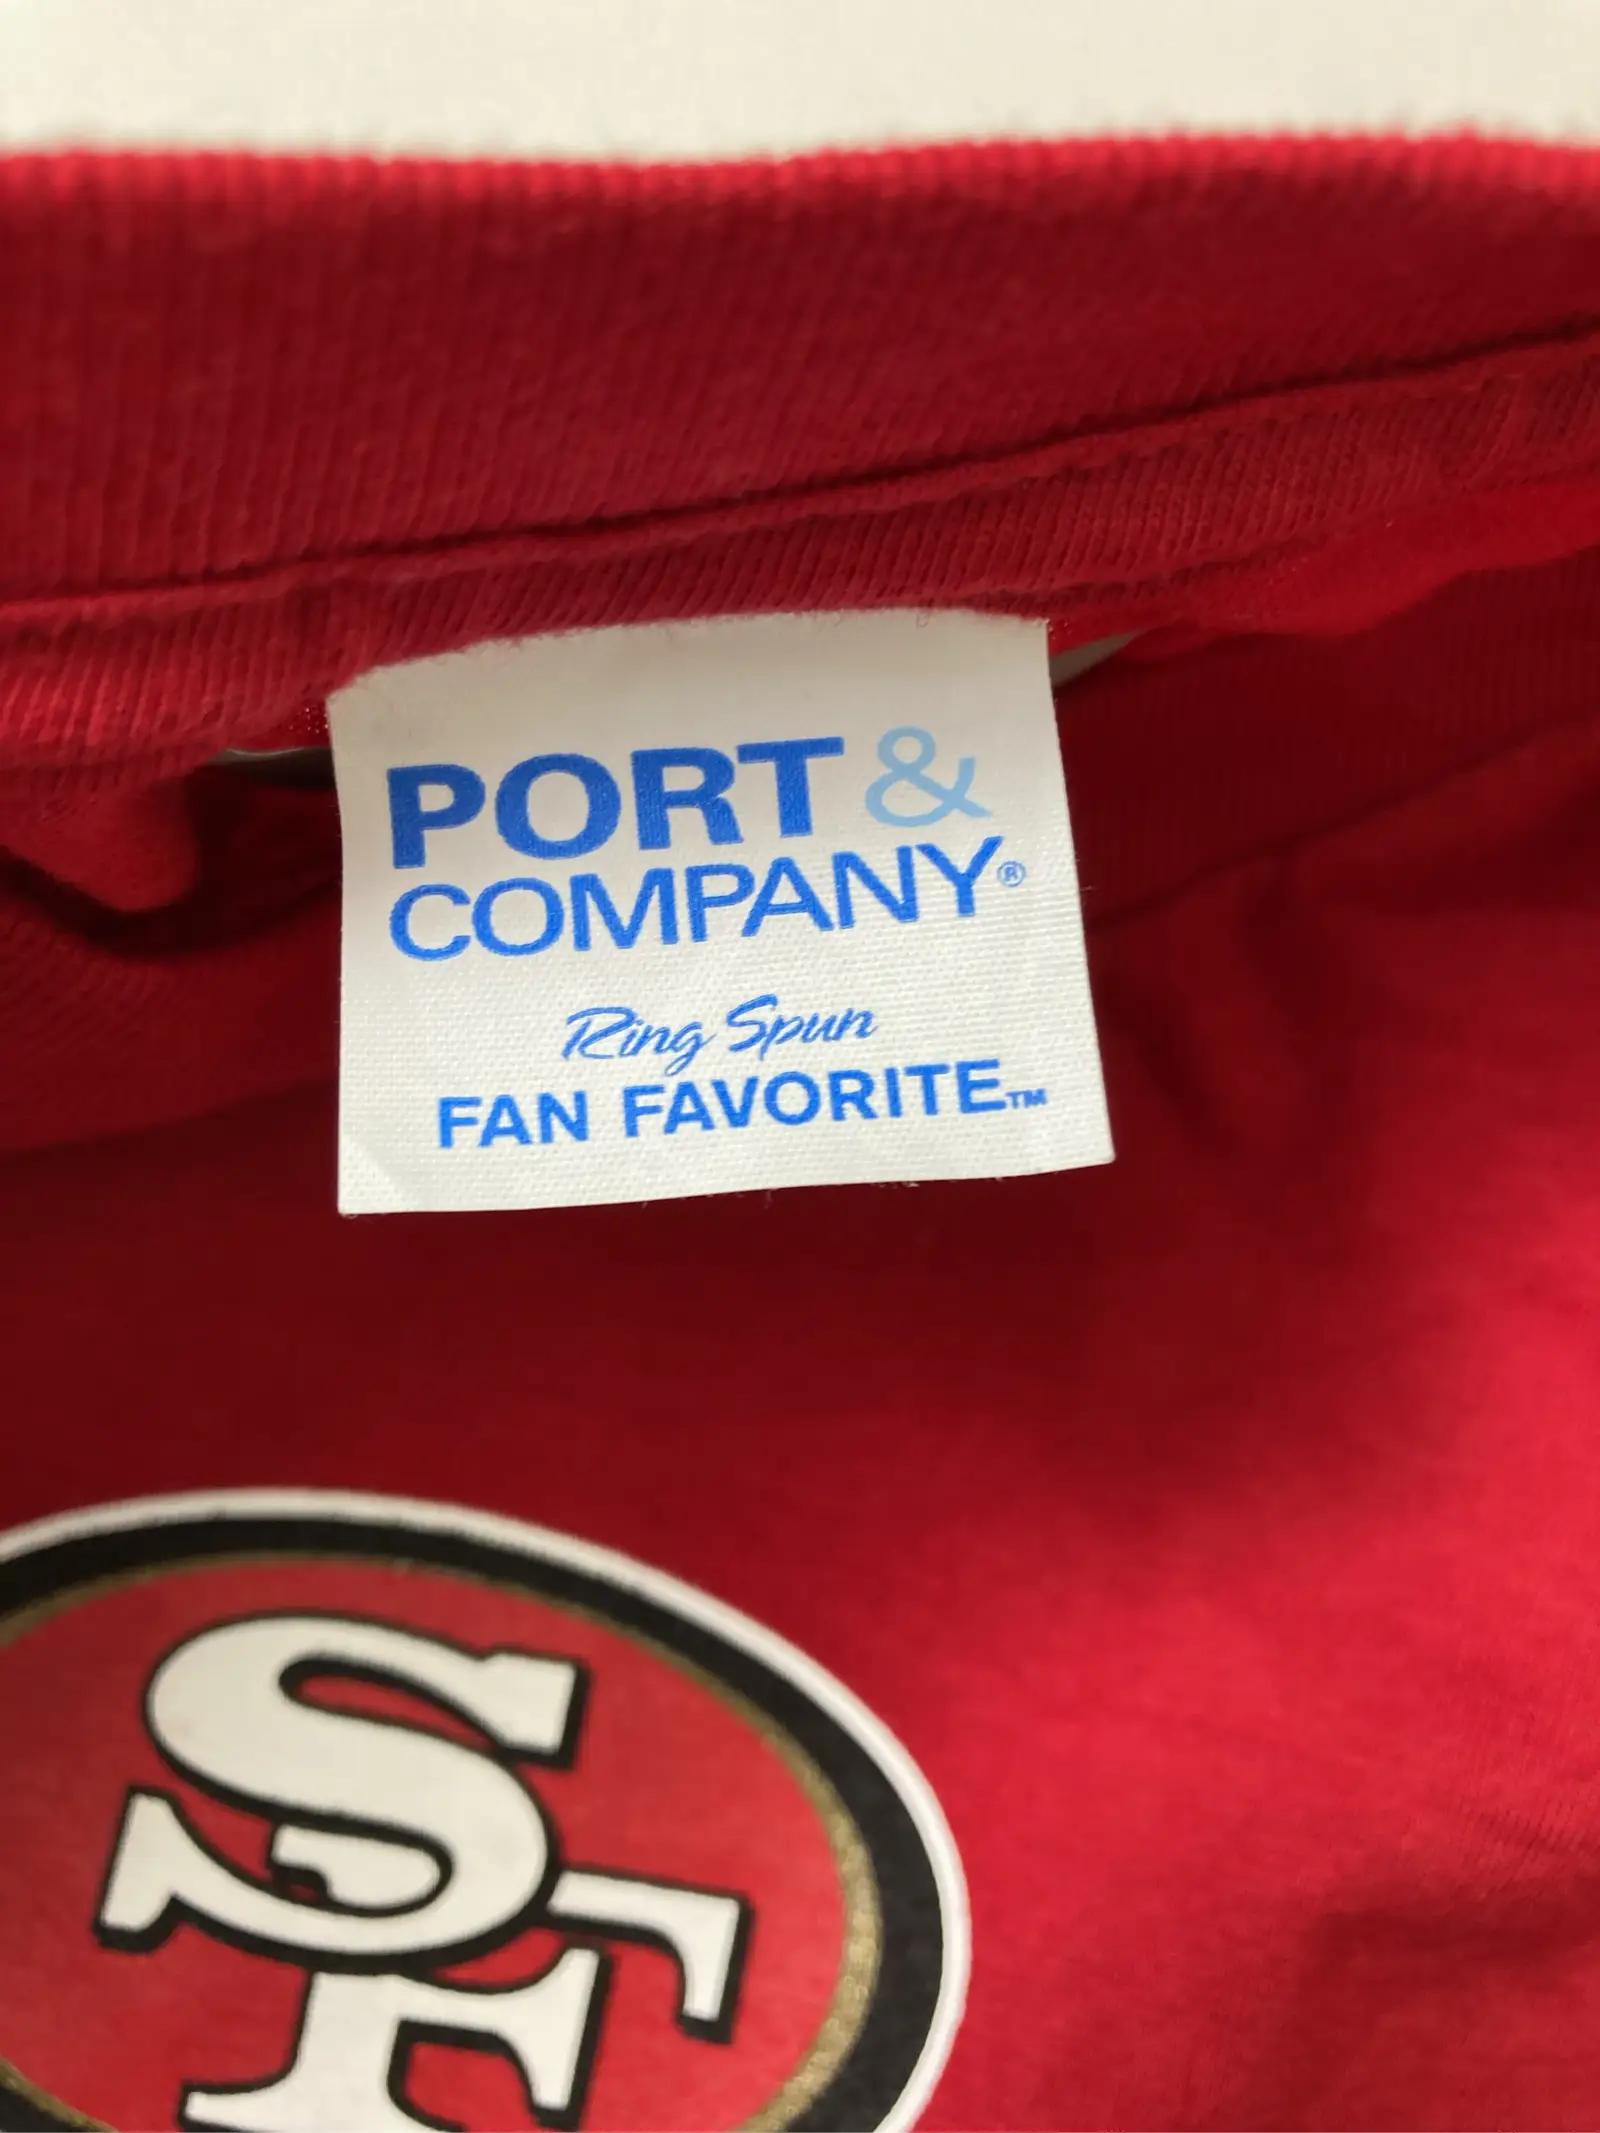 PORT &
COMPANY®
Ring Spun
FAN FAVORITE™
SF